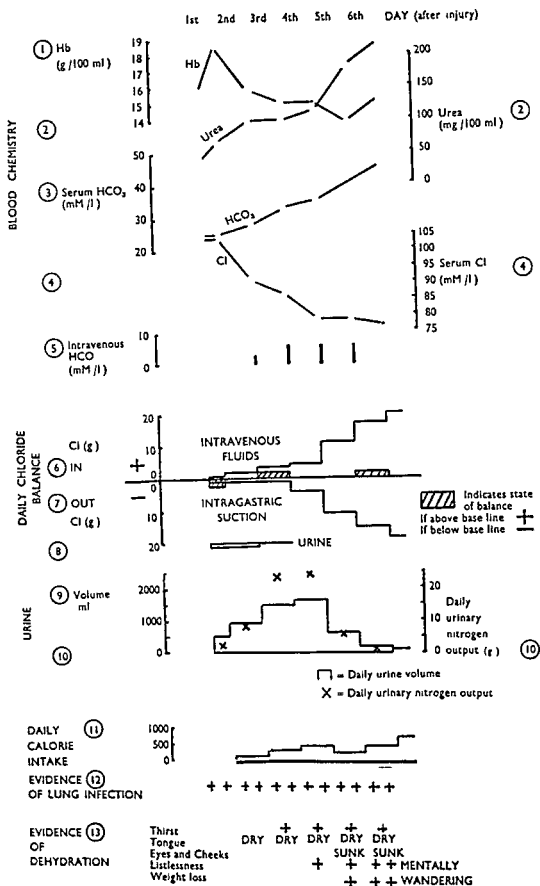 1st 2nd 3rd 4th 5th 6th DAY (after injury)
BLOOD CHEMISTRY
1 Hb
(g/100 ml)
19
18
17
16
15
14
Hb
200
150
100
50
0
Urea 2
(mg/100 ml)
2
Urea
3 Serum HCO3
(mM/l)
50
40
30
20
HCO3
Cl
105
100
95
90
85
80
75
Serum Cl 4
(mM/l)
4
5 Intravenous
HCO
(mM/l)
10
0
DAILY CHLORIDE
BALANCE
Cl (g)
6 IN
+
20
10
0
INTRAVENOUS
FLUIDS
7 OUT
Cl (g)
−
0
10
20
INTRAGASTRIC
SUCTION
8
URINE
Indicates state
of balance
If above base line +
If below base line −
URINE
9 Volume
ml
2000
1000
0
20
10
0
Daily
urinary
nitrogen
output (g) 10
10
= Daily urine volume
X = Daily urinary nitrogen output
DAILY 11
CALORIE
INTAKE
1000
500
0
EVIDENCE 12
OF LUNG INFECTION
+ + + + + + + + + + + +
EVIDENCE 13
OF
DEHYDRATION
Thirst + + + +
Tongue DRY DRY DRY DRY DRY
Eyes and Cheeks SUNK SUNK
Listlessness + + + + MENTALLY
Weight loss + + + WANDERING